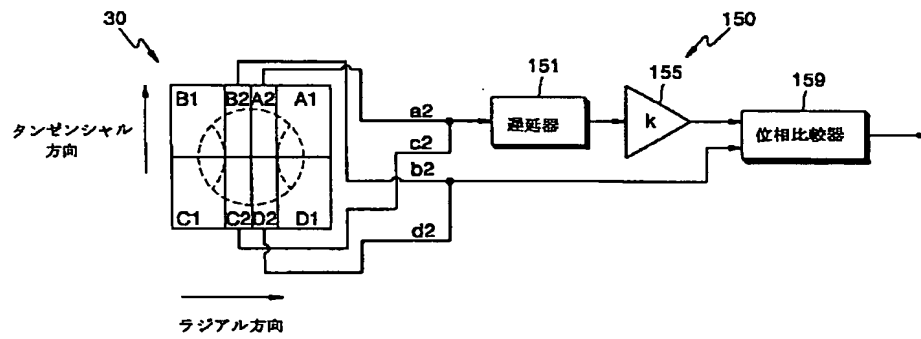 30
150
B1 B2 A2 A1
151
155
159
タンゼンシャル
方向
a2
遅延器
k
位相比較器
c2
b2
C1 C2 D2 D1
d2
ラジアル方向